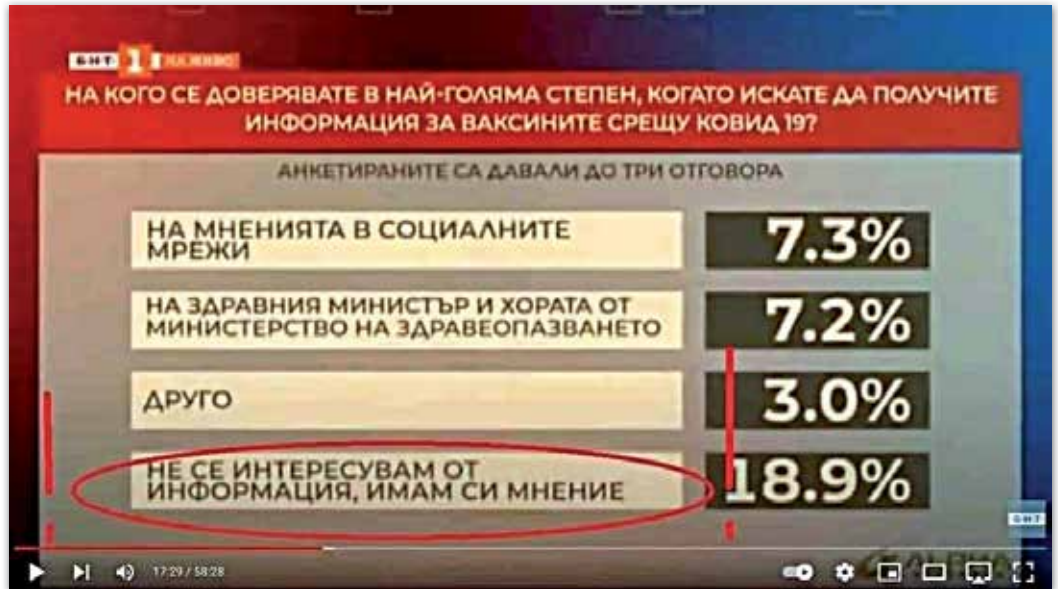 БНТ 1 НА ЖИВО
НА КОГО СЕ ДОВЕРЯВАТЕ В НАЙ-ГОЛЯМА СТЕПЕН, КОГАТО ИСКАТЕ ДА ПОЛУЧИТЕ
ИНФОРМАЦИЯ ЗА ВАКСИНИТЕ СРЕЩУ КОВИД 19?
АНКЕТИРАНИТЕ СА ДАВАЛИ ДО ТРИ ОТГОВОРА
НА МНЕНИЯТА В СОЦИАЛНИТЕ
МРЕЖИ
7.3%
НА ЗДРАВНИЯ МИНИСТЪР И ХОРАТА ОТ
МИНИСТЕРСТВО НА ЗДРАВЕОПАЗВАНЕТО
7.2%
ДРУГО
3.0%
НЕ СЕ ИНТЕРЕСУВАМ ОТ
ИНФОРМАЦИЯ, ИМАМ СИ МНЕНИЕ
18.9%
БНТ
17:29 / 58:28